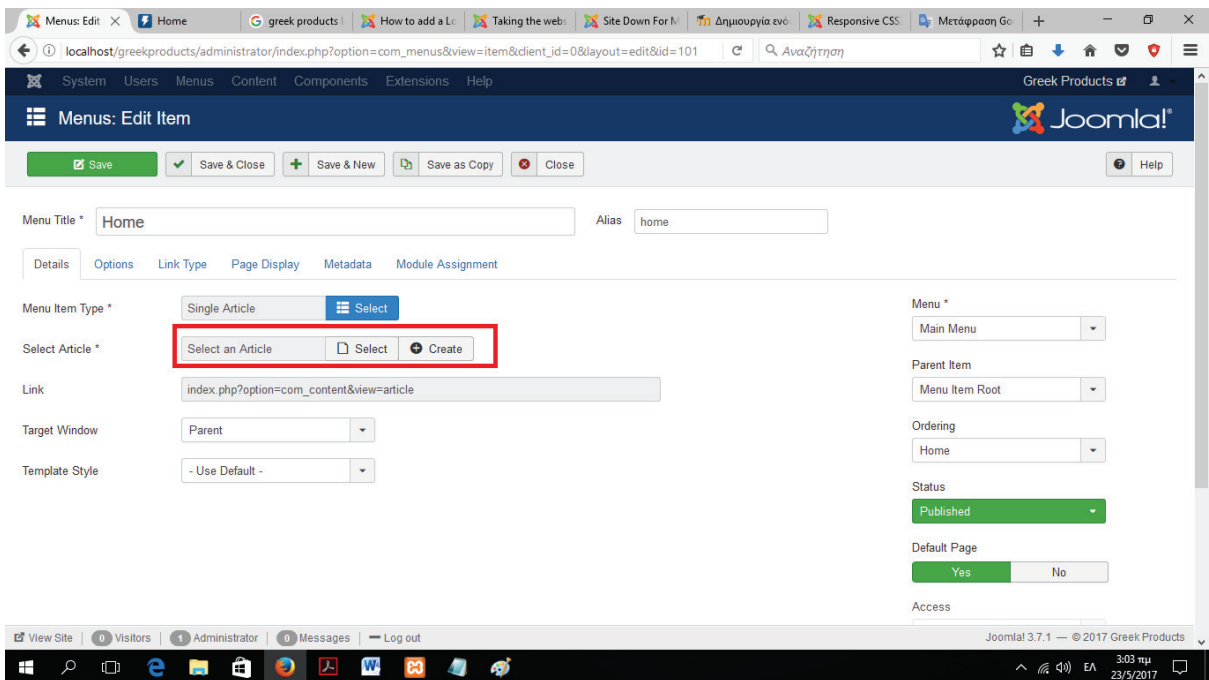 Menus: Edit Home greek products How to add a Lo Taking the webs Site Down For M Δημιουργία ενό Responsive CSS Μετάφραση Go
localhost/greekproducts/administrator/index.php?option=com_menus&view=item&client_id=0&layout=edit&id=101 Αναζήτηση
System Users Menus Content Components Extensions Help Greek Products
Menus: Edit Item Joomla!®
Save Save & Close Save & New Save as Copy Close Help
Menu Title * Home Alias home
Details Options Link Type Page Display Metadata Module Assignment
Menu Item Type * Single Article Select
Select Article * Select an Article Select Create
Link index.php?option=com_content&view=article
Target Window Parent
Template Style - Use Default -
Menu *
Main Menu
Parent Item
Menu Item Root
Ordering
Home
Status
Published
Default Page
Yes No
Access
View Site 0 Visitors 1 Administrator 0 Messages Log out Joomla! 3.7.1 — © 2017 Greek Products
ΕΛ 3:03 πμ
23/5/2017